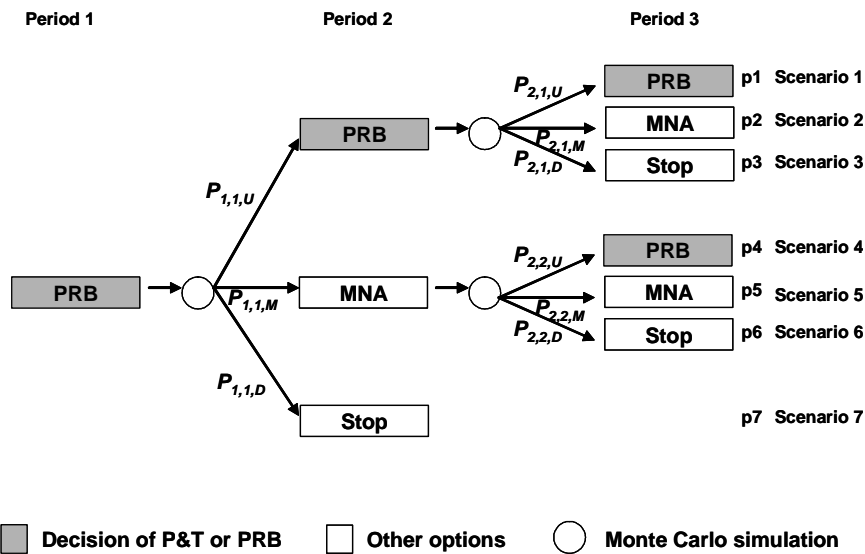 Period 1 Period 2 Period 3
PRB p1 Scenario 1
P2,1,U
MNA p2 Scenario 2
PRB
P2,1,M
P2,1,D
Stop p3 Scenario 3
P1,1,U
PRB p4 Scenario 4
P2,2,U
PRB
P1,1,M
MNA
MNA p5 Scenario 5
P2,2,M
P2,2,D
Stop p6 Scenario 6
P1,1,D
Stop
p7 Scenario 7
Decision of P&T or PRB Other options Monte Carlo simulation